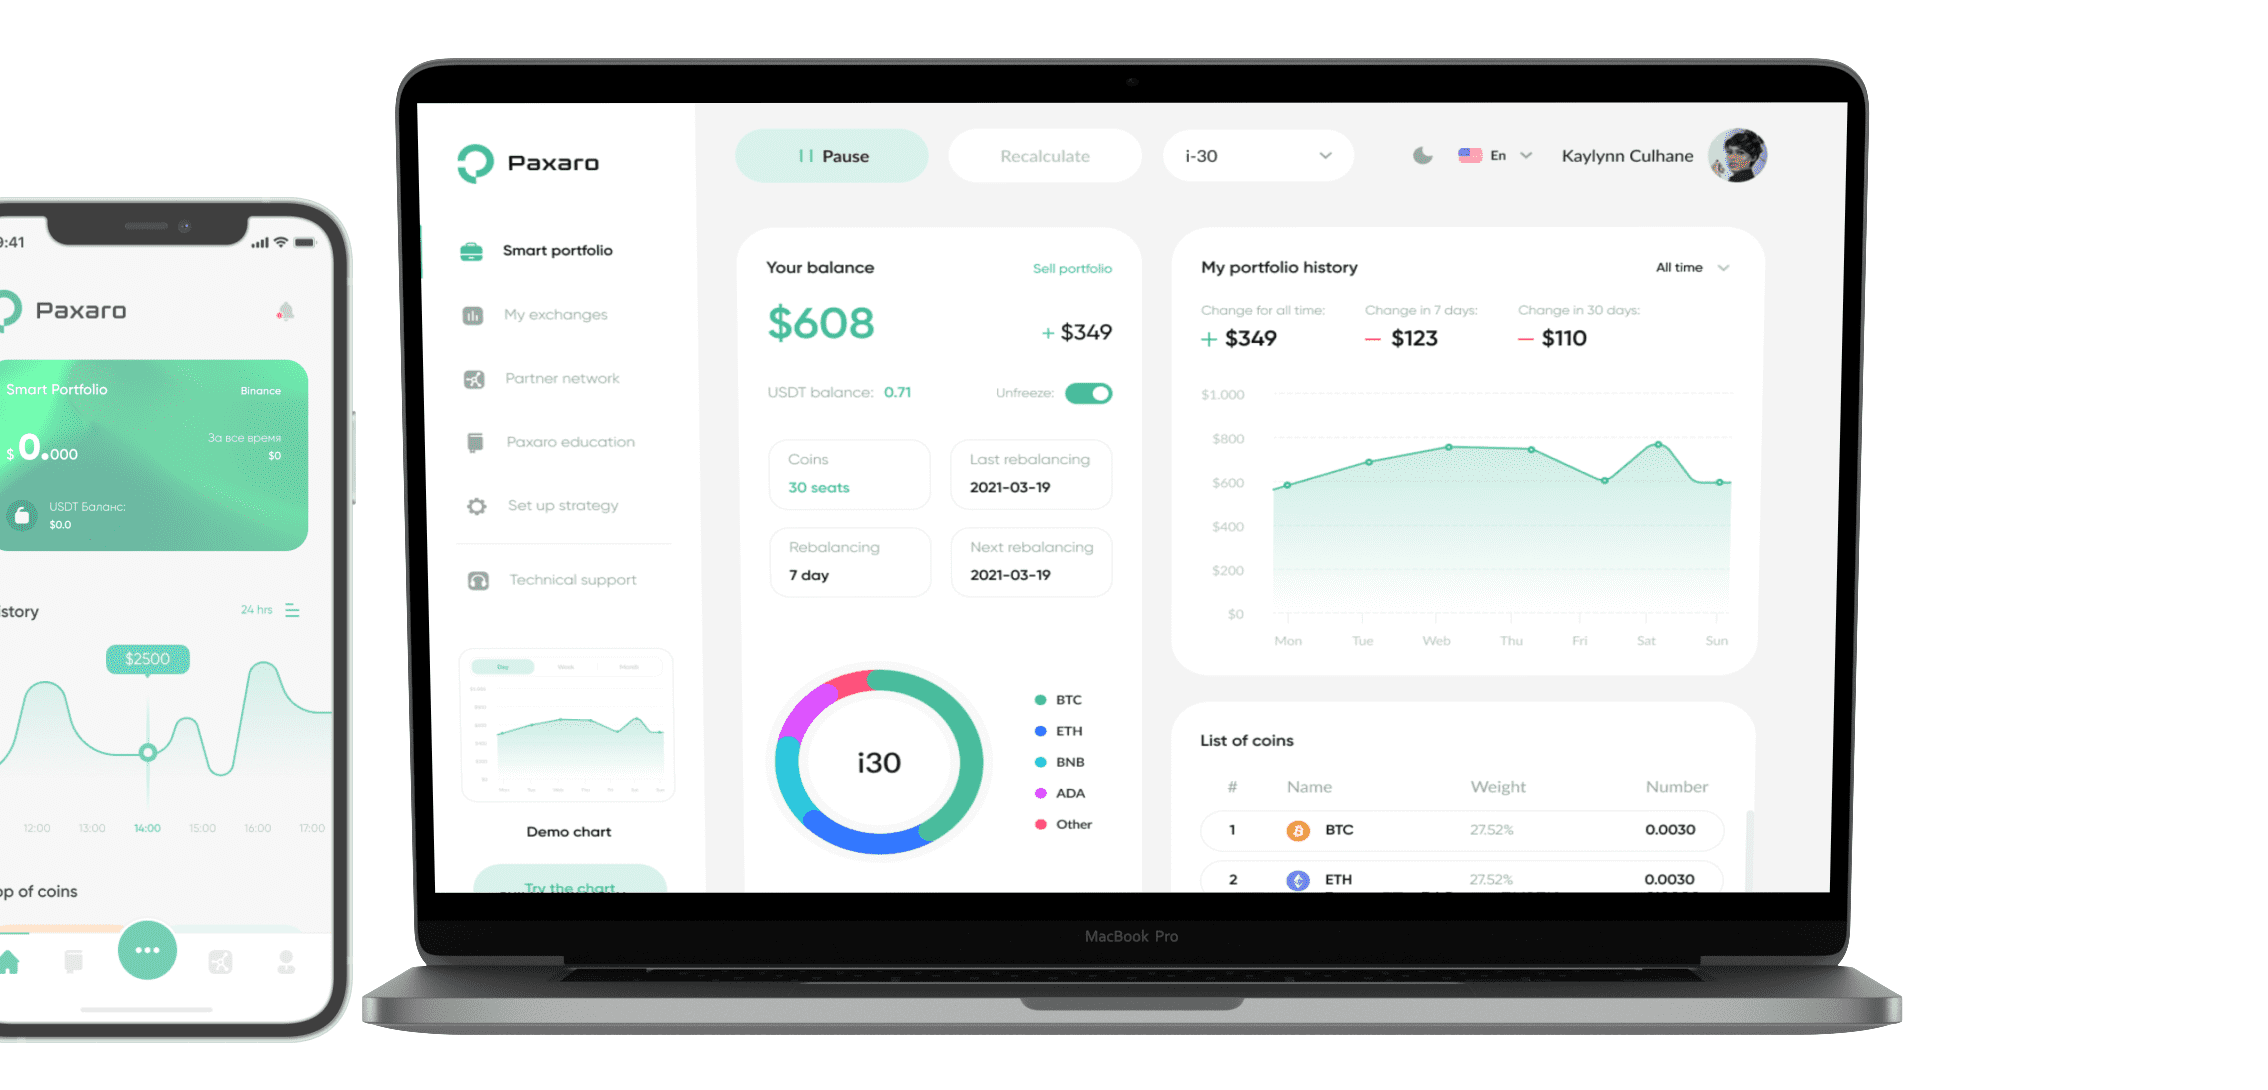 9:41
Paxaro
Smart Portfolio
Binance
$ 0.000
За все время
$0
USDT Баланс:
$0.0
istory
24 hrs
$2500
12:00 13:00 14:00 15:00 16:00 17:00
op of coins
Paxaro
Smart portfolio
My exchanges
Partner network
Paxaro education
Set up strategy
Technical support
Day Week Month
Demo chart
Try the chart
Pause
Recalculate
i-30
En
Kaylynn Culhane
Your balance
Sell portfolio
$608
+ $349
USDT balance: 0.71
Unfreeze:
Coins
30 seats
Last rebalancing
2021-03-19
Rebalancing
7 day
Next rebalancing
2021-03-19
i30
BTC
ETH
BNB
ADA
Other
My portfolio history
All time
Change for all time:
+ $349
Change in 7 days:
— $123
Change in 30 days:
— $110
$1.000
$800
$600
$400
$200
$0
Mon Tue Web Thu Fri Sat Sun
List of coins
# Name Weight Number
1 BTC 27.52% 0.0030
2 ETH 27.52% 0.0030
MacBook Pro